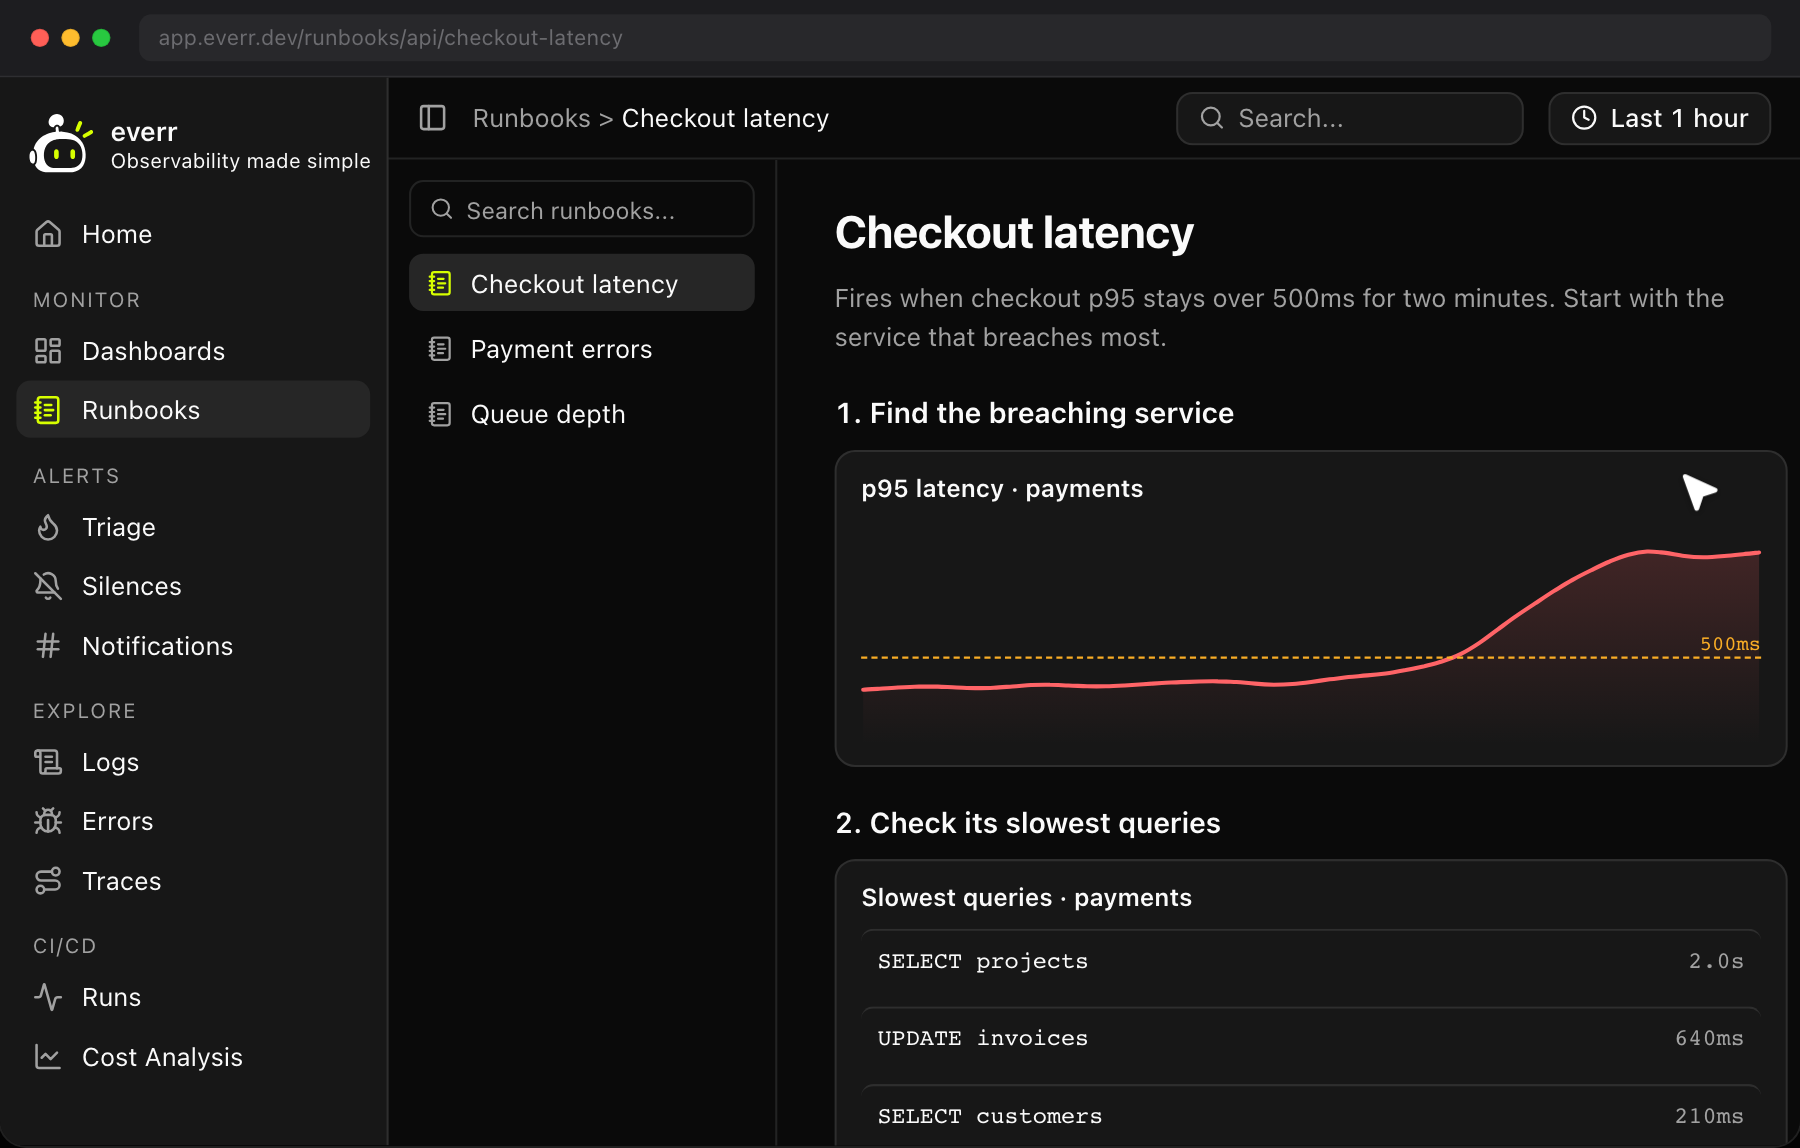 app.everr.dev/runbooks/api/checkout-latency
everr
Observability made simple
Home
MONITOR
Dashboards
Runbooks
ALERTS
Triage
Silences
Notifications
EXPLORE
Logs
Errors
Traces
CI/CD
Runs
Cost Analysis
Runbooks > Checkout latency
Search...
Last 1 hour
Search runbooks...
Checkout latency
Payment errors
Queue depth
Checkout latency
Fires when checkout p95 stays over 500ms for two minutes. Start with the
service that breaches most.
1. Find the breaching service
p95 latency · payments
500ms
2. Check its slowest queries
Slowest queries · payments
SELECT projects 2.0s
UPDATE invoices 640ms
SELECT customers 210ms